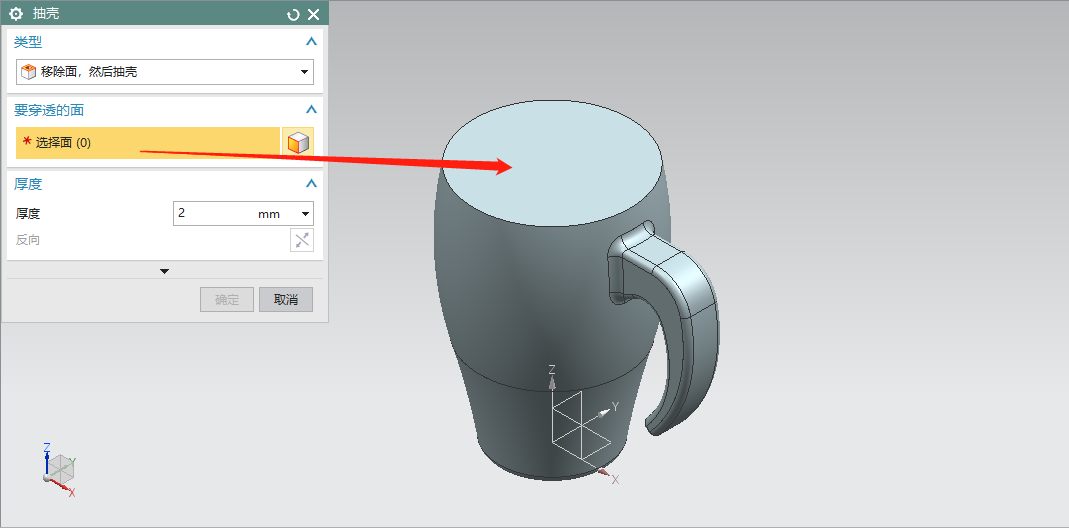 抽壳
类型
移除面，然后抽壳
要穿透的面
* 选择面 (0)
厚度
厚度 2 mm
反向
确定 取消
Z
Y
X
Z
Y
X